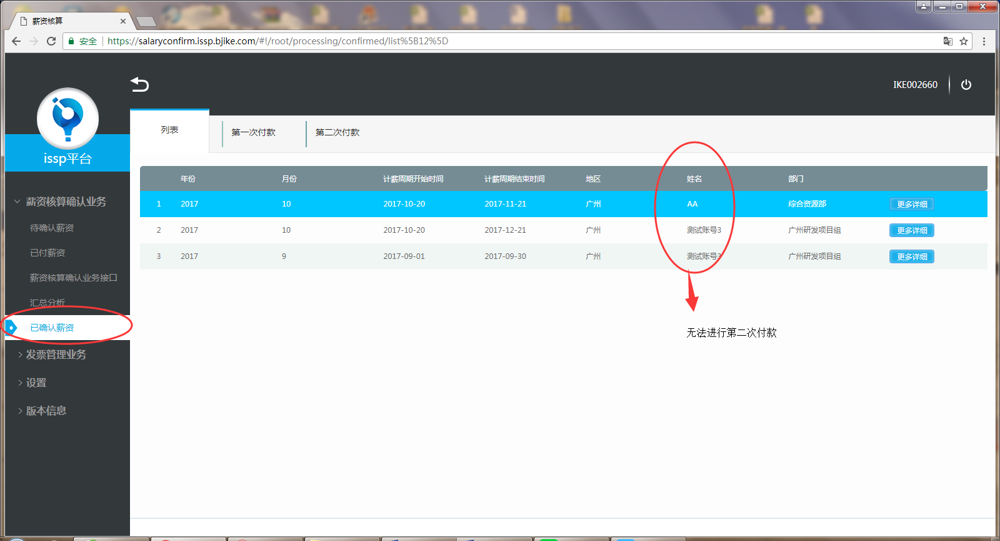 薪资核算
安全
https://salaryconfirm.issp.bjike.com/#!/root/processing/confirmed/list%5B12%5D
IKE002660
issp平台
列表
第一次付款
第二次付款
薪资核算确认业务
待确认薪资
已付薪资
薪资核算确认业务接口
汇总分析
已确认薪资
发票管理业务
设置
版本信息
年份 月份 计薪周期开始时间 计薪周期结束时间 地区 姓名 部门
1 2017 10 2017-10-20 2017-11-21 广州 AA 综合资源部 更多详细
2 2017 10 2017-10-20 2017-12-21 广州 测试账号3 广州研发项目组 更多详细
3 2017 9 2017-09-01 2017-09-30 广州 测试账号3 广州研发项目组 更多详细
无法进行第二次付款